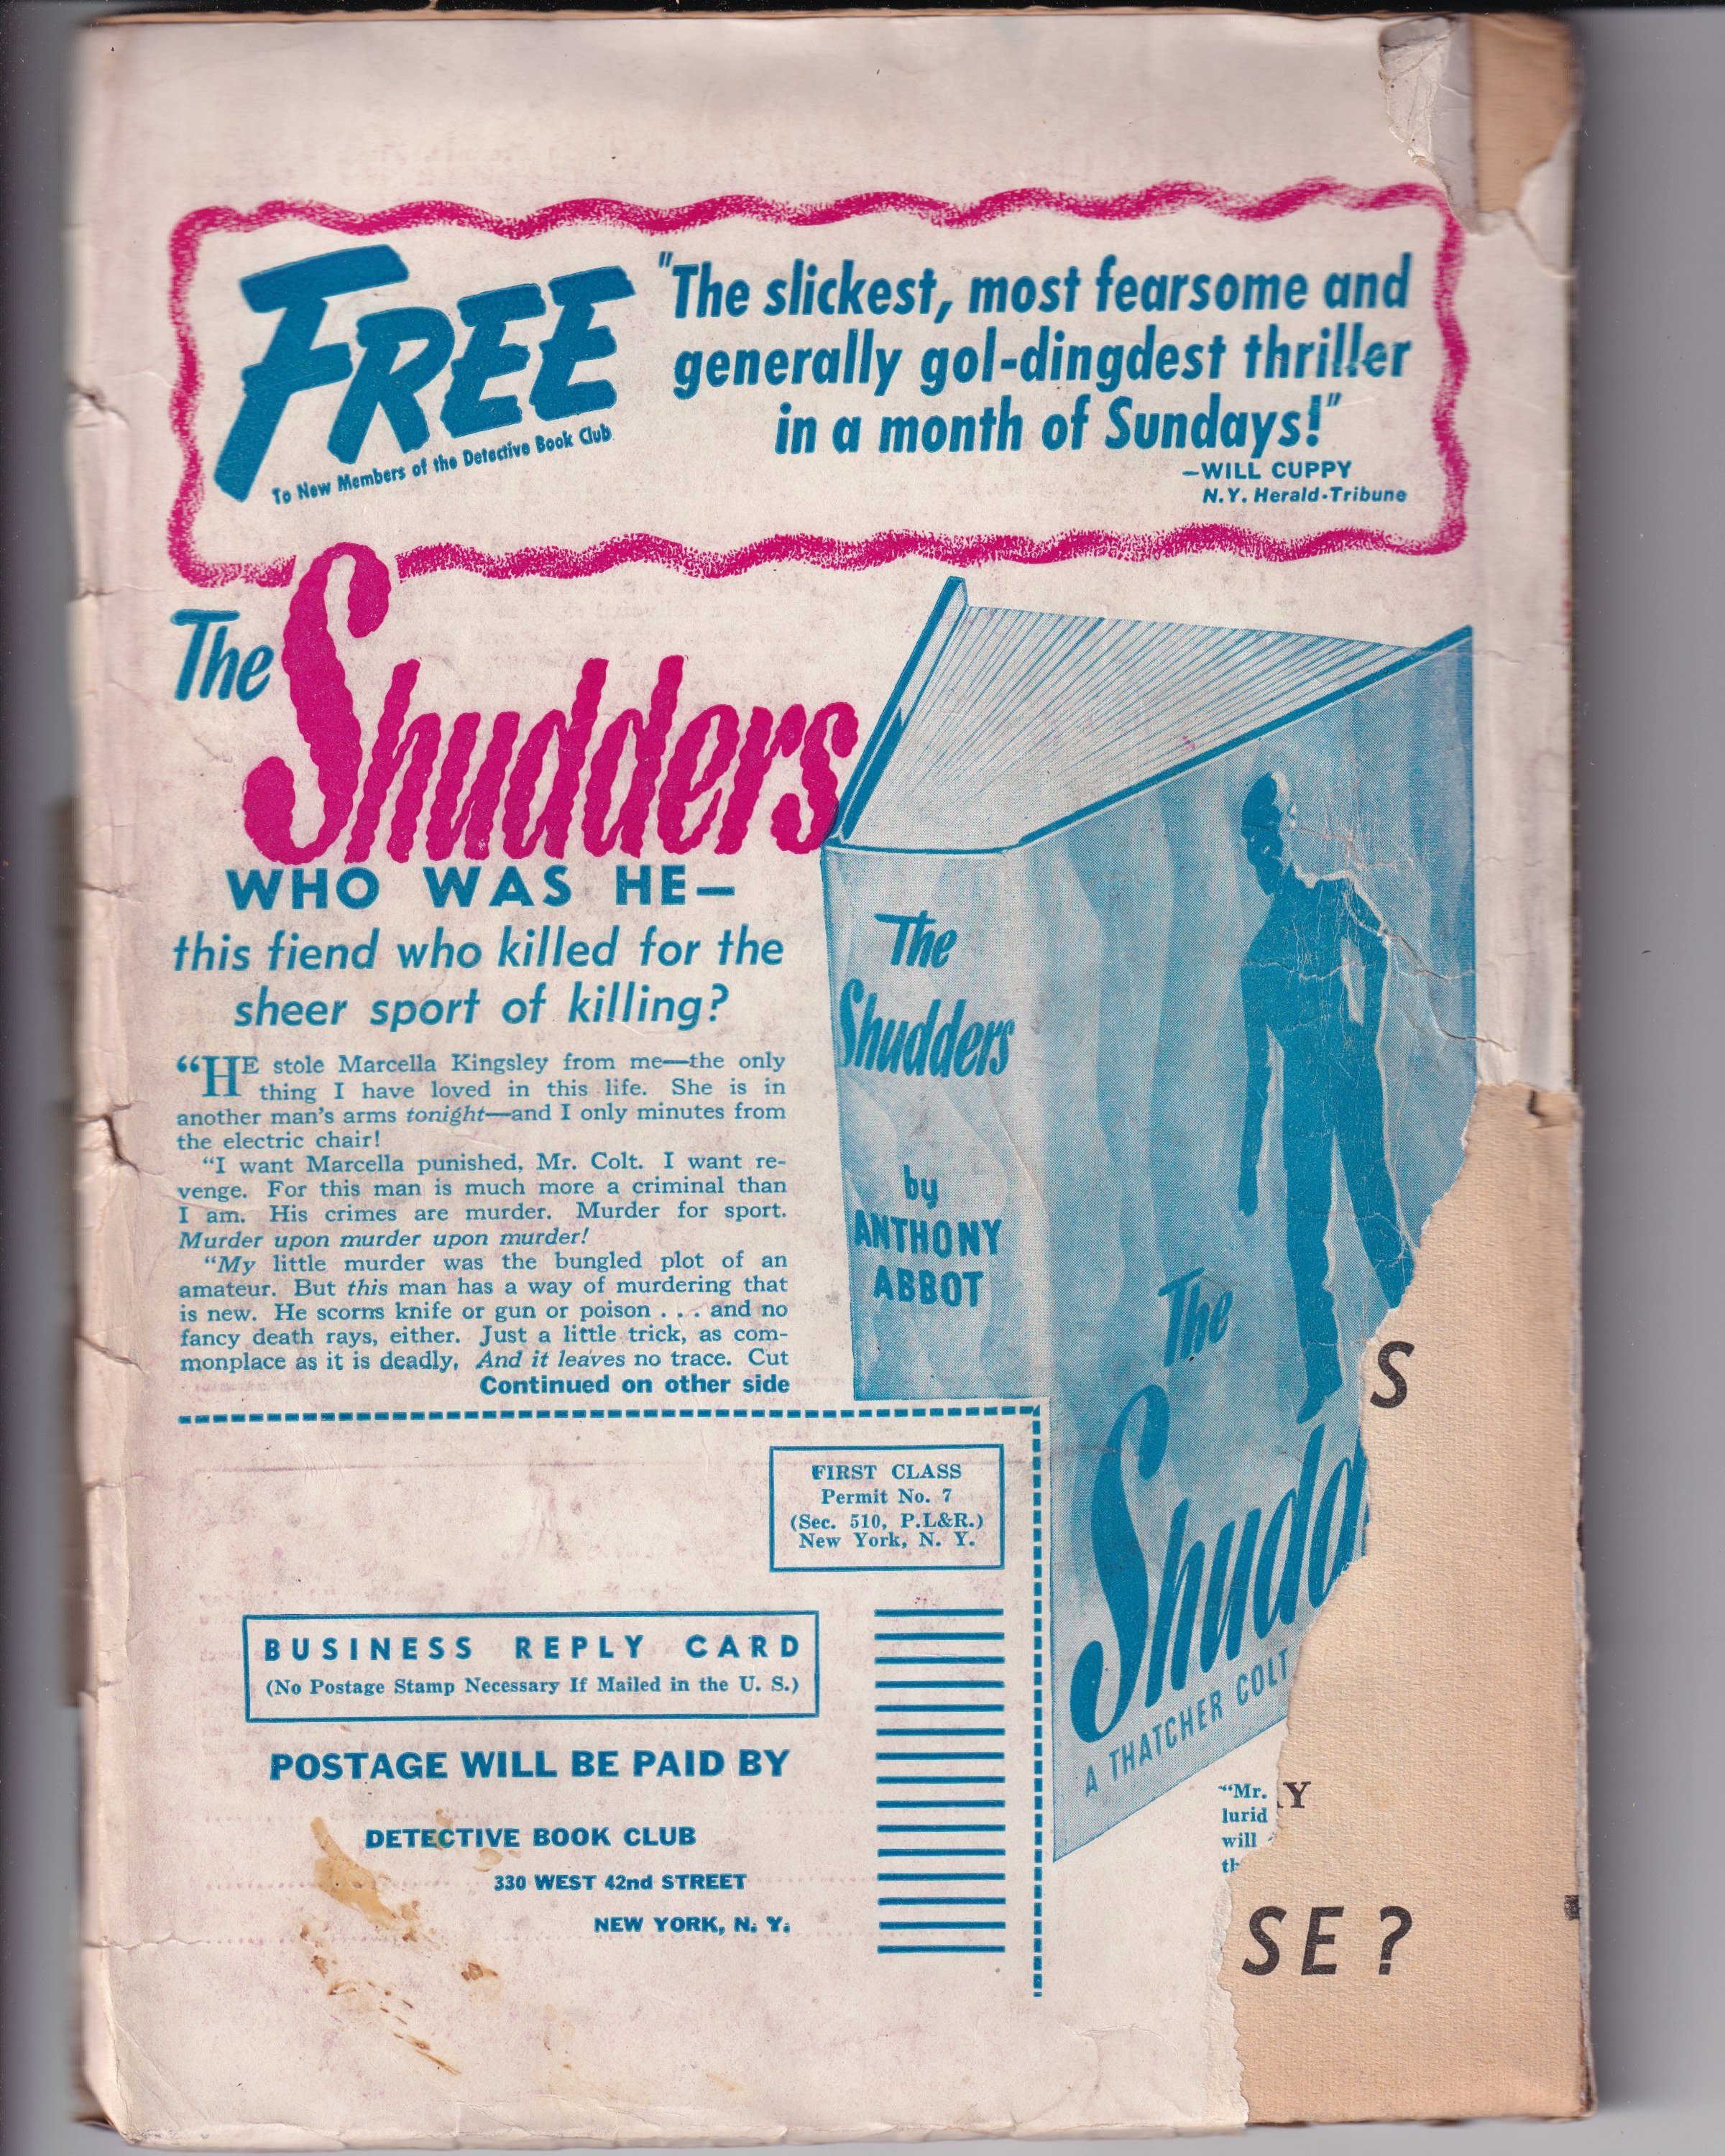 FREE
To New Members of the Detective Book Club
"The slickest, most fearsome and
generally gol-dingdest thriller
in a month of Sundays!"
—WILL CUPPY
N.Y. Herald-Tribune
The Shudders
WHO WAS HE—
this fiend who killed for the
sheer sport of killing?
“HE stole Marcella Kingsley from me—the only
thing I have loved in this life. She is in
another man's arms tonight—and I only minutes from
the electric chair!
“I want Marcella punished, Mr. Colt. I want re-
venge. For this man is much more a criminal than
I am. His crimes are murder. Murder for sport.
Murder upon murder upon murder!
“My little murder was the bungled plot of an
amateur. But this man has a way of murdering that
is new. He scorns knife or gun or poison . . . and no
fancy death rays, either. Just a little trick, as com-
monplace as it is deadly. And it leaves no trace. Cut
Continued on other side
The
Shudders
by
ANTHONY
ABBOT
The
Shudd
A THATCHER COLT
S
FIRST CLASS
Permit No. 7
(Sec. 510, P.L&R.)
New York, N. Y.
BUSINESS REPLY CARD
(No Postage Stamp Necessary If Mailed in the U. S.)
POSTAGE WILL BE PAID BY
DETECTIVE BOOK CLUB
330 WEST 42nd STREET
NEW YORK, N. Y.
“Mr.
lurid
will
Y
SE?